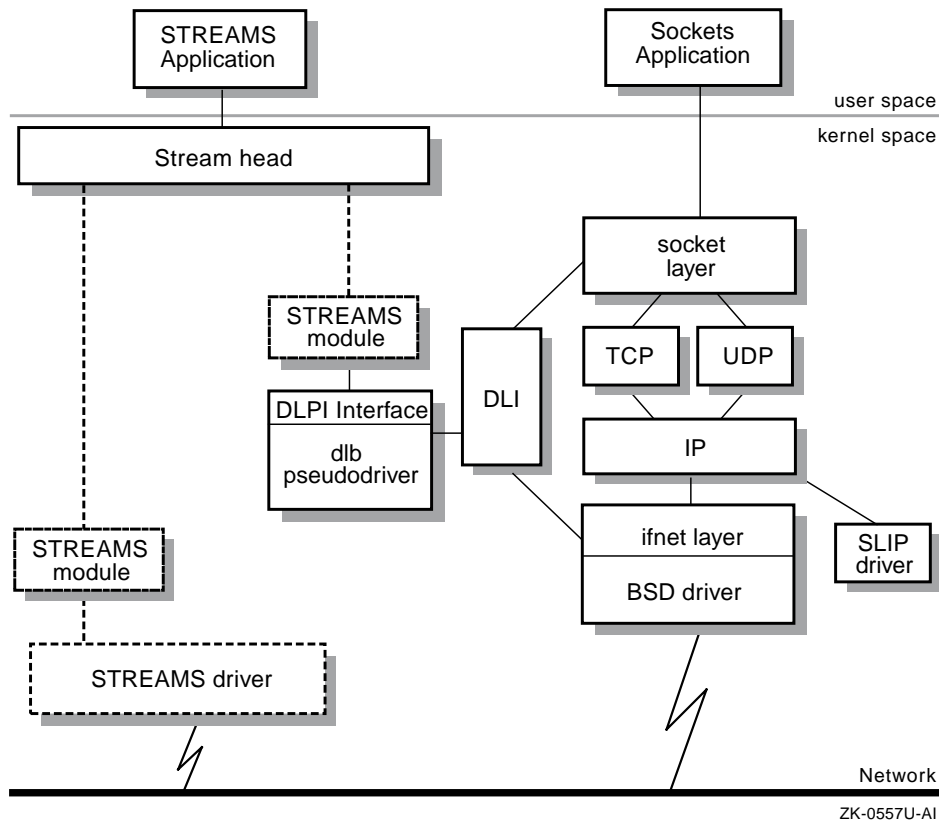 STREAMS
Application
Sockets
Application
user space
kernel space
Stream head
socket
layer
STREAMS
module
TCP
UDP
DLI
DLPI Interface
dlb
pseudodriver
IP
STREAMS
module
ifnet layer
BSD driver
SLIP
driver
STREAMS driver
Network
ZK-0557U-AI